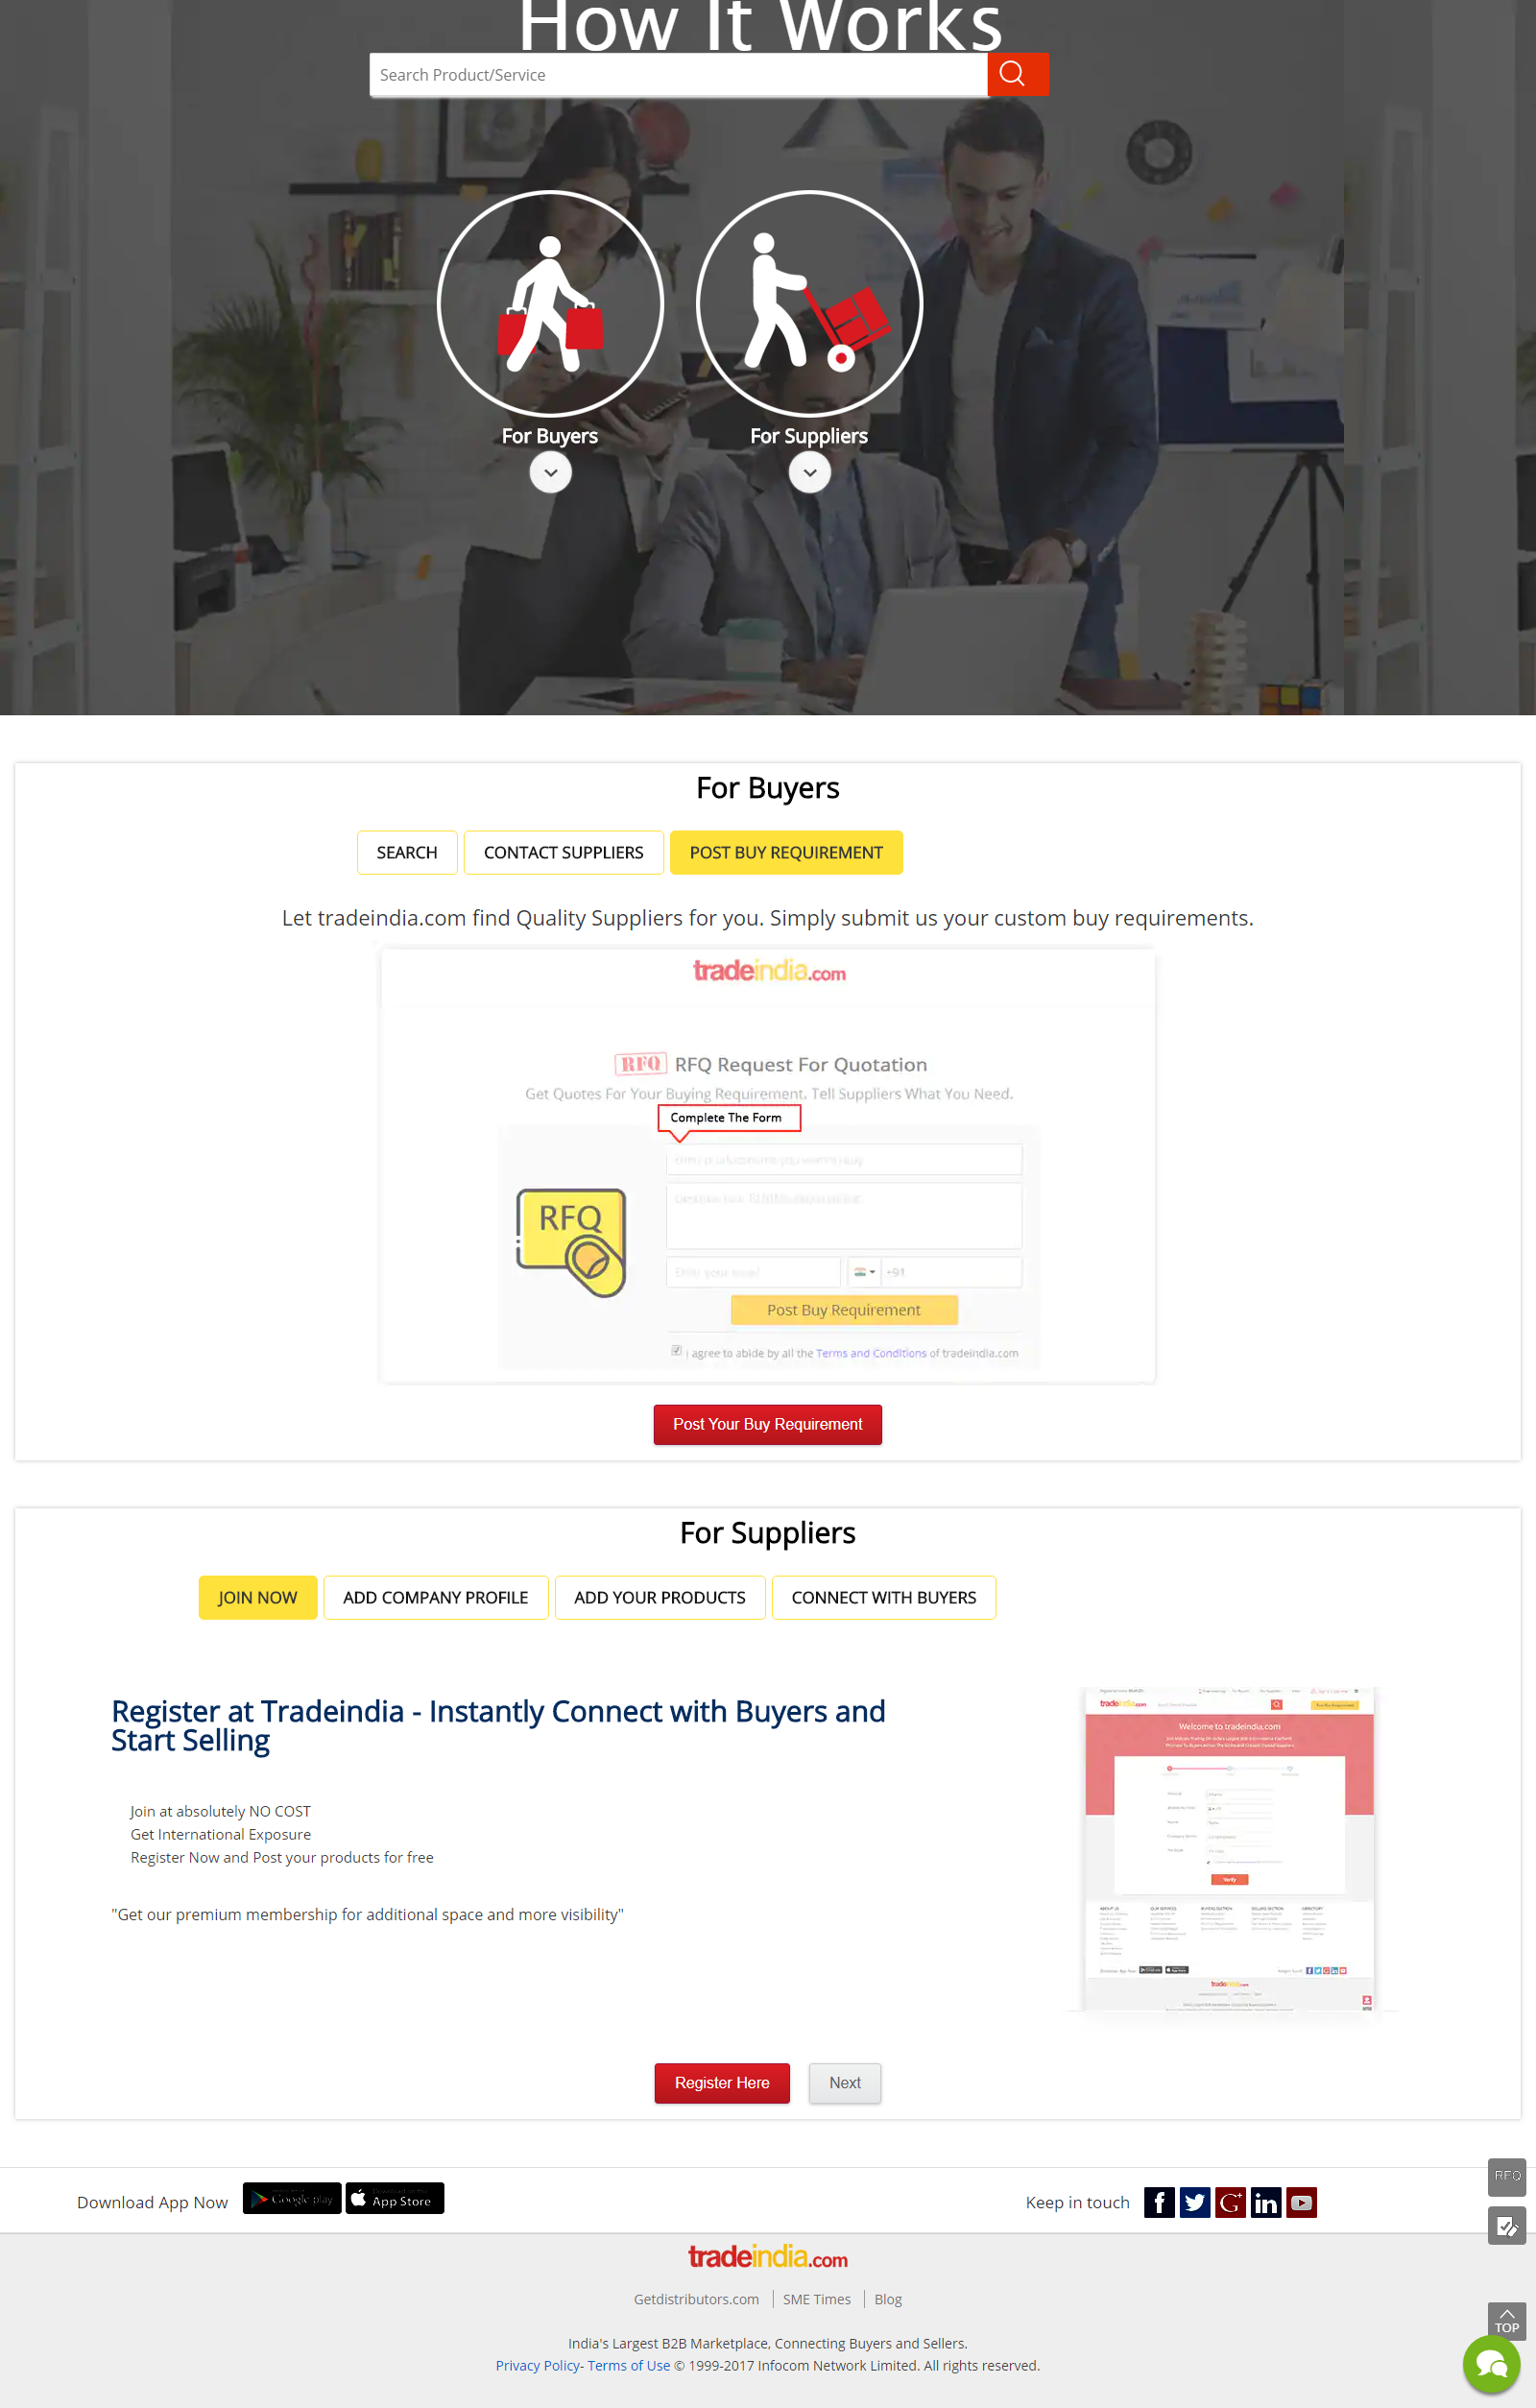 How It Works
Search Product/Service
For Buyers
For Suppliers
For Buyers
SEARCH
CONTACT SUPPLIERS
POST BUY REQUIREMENT
Let tradeindia.com find Quality Suppliers for you. Simply submit us your custom buy requirements.
tradeindia.com
RFQ RFQ Request For Quotation
Get Quotes For Your Buying Requirement. Tell Suppliers What You Need.
Complete The Form
RFQ
+91
Post Buy Requirement
I agree to abide by all the Terms and Conditions of tradeindia.com
Post Your Buy Requirement
For Suppliers
JOIN NOW
ADD COMPANY PROFILE
ADD YOUR PRODUCTS
CONNECT WITH BUYERS
Register at Tradeindia - Instantly Connect with Buyers and
Start Selling
Join at absolutely NO COST
Get International Exposure
Register Now and Post your products for free
"Get our premium membership for additional space and more visibility"
tradeindia.com
Welcome to tradeindia.com
Verify
tradeindia.com
Register Here
Next
RFQ
Download App Now
Google play
App Store
Keep in touch
tradeindia.com
Getdistributors.com
SME Times
Blog
TOP
India's Largest B2B Marketplace, Connecting Buyers and Sellers.
Privacy Policy- Terms of Use © 1999-2017 Infocom Network Limited. All rights reserved.